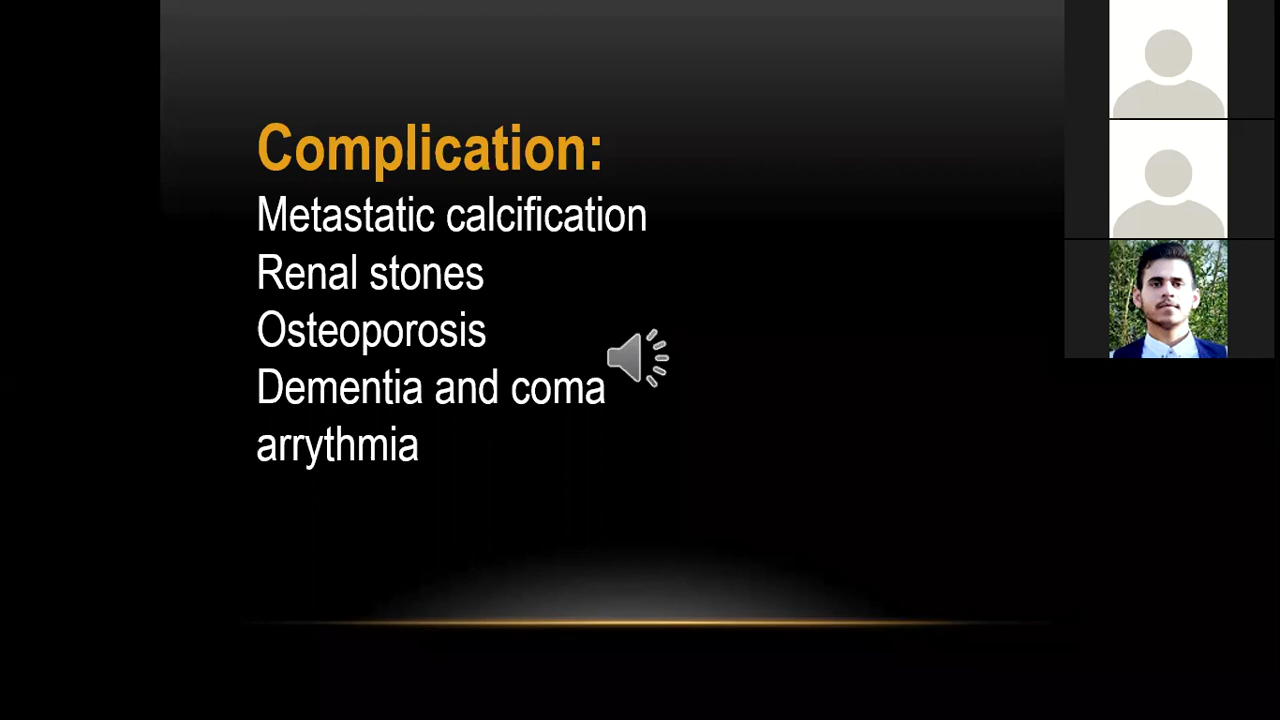 Complication:
Metastatic calcification
Renal stones
Osteoporosis
Dementia and coma
arrythmia